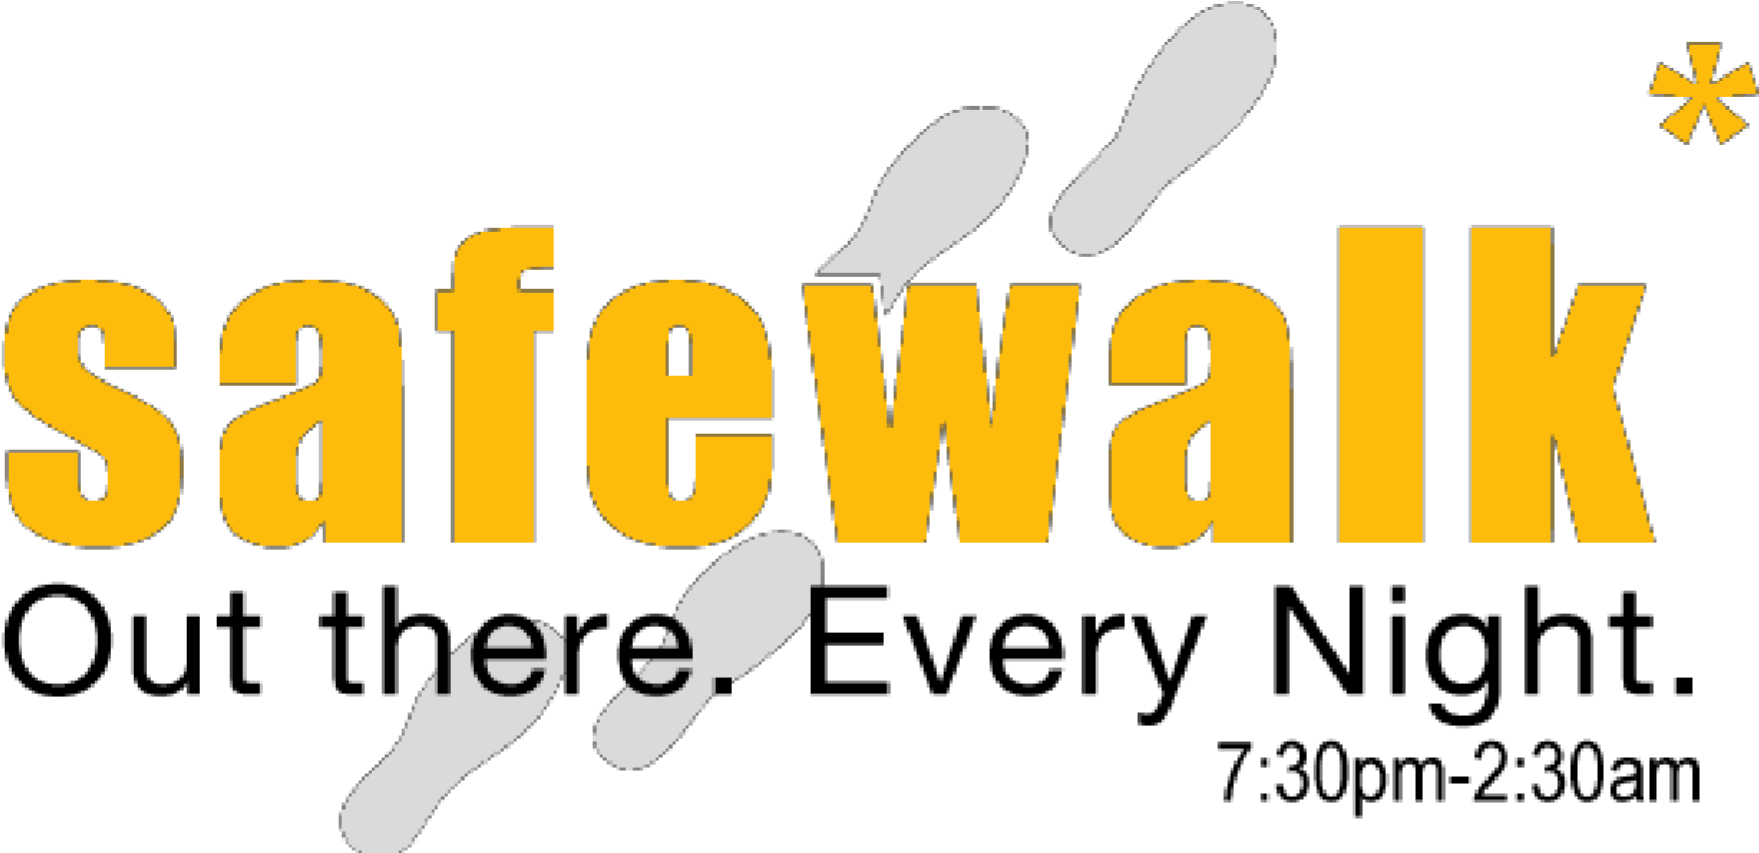 safewalk*
Out there. Every Night.
7:30pm-2:30am